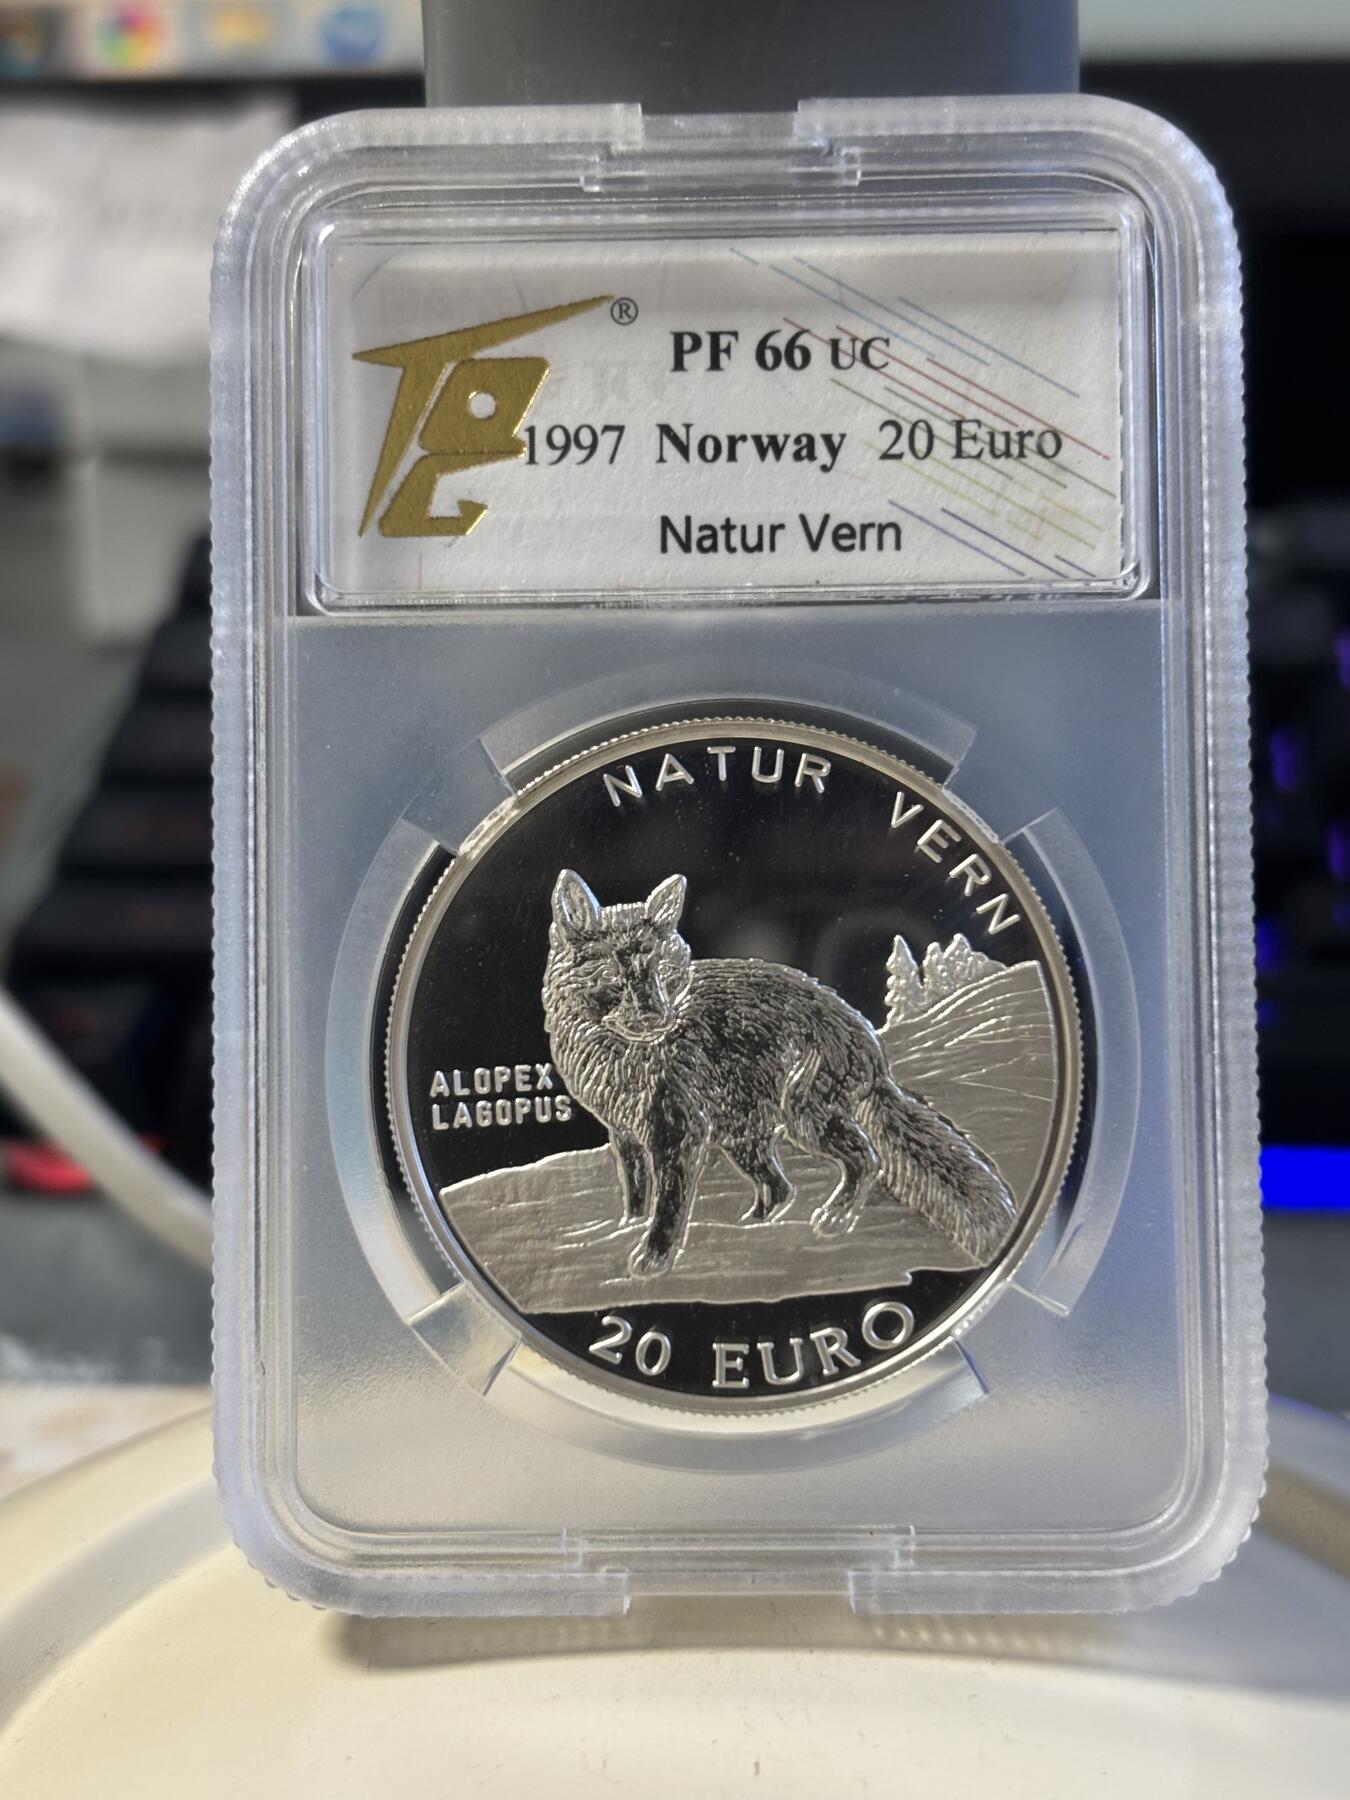 ®
PF 66 UC
1997 Norway 20 Euro
Natur Vern
NATUR VERN
ALOPEX
LAGOPUS
20 EURO